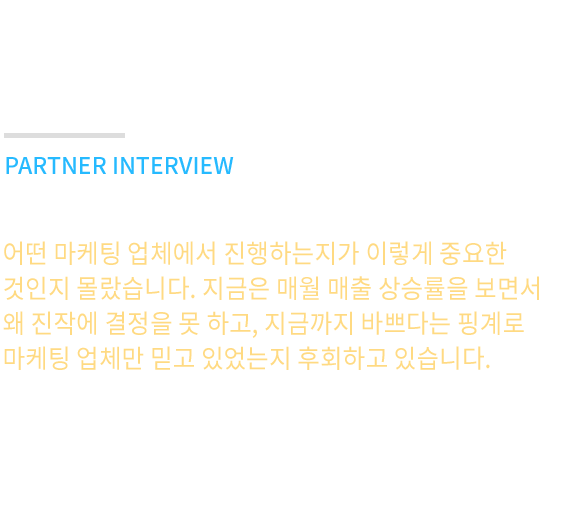 PARTNER INTERVIEW
어떤 마케팅 업체에서 진행하는지가 이렇게 중요한
것인지 몰랐습니다. 지금은 매월 매출 상승률을 보면서
왜 진작에 결정을 못 하고, 지금까지 바쁘다는 핑계로
마케팅 업체만 믿고 있었는지 후회하고 있습니다.